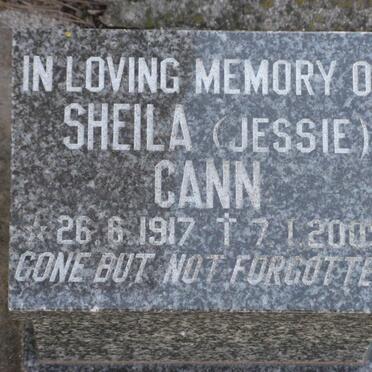 IN LOVING MEMORY O
SHEILA (JESSIE)
CANN
☆ 26.6.1917 † 7.1.200
GONE BUT NOT FORGOTTE